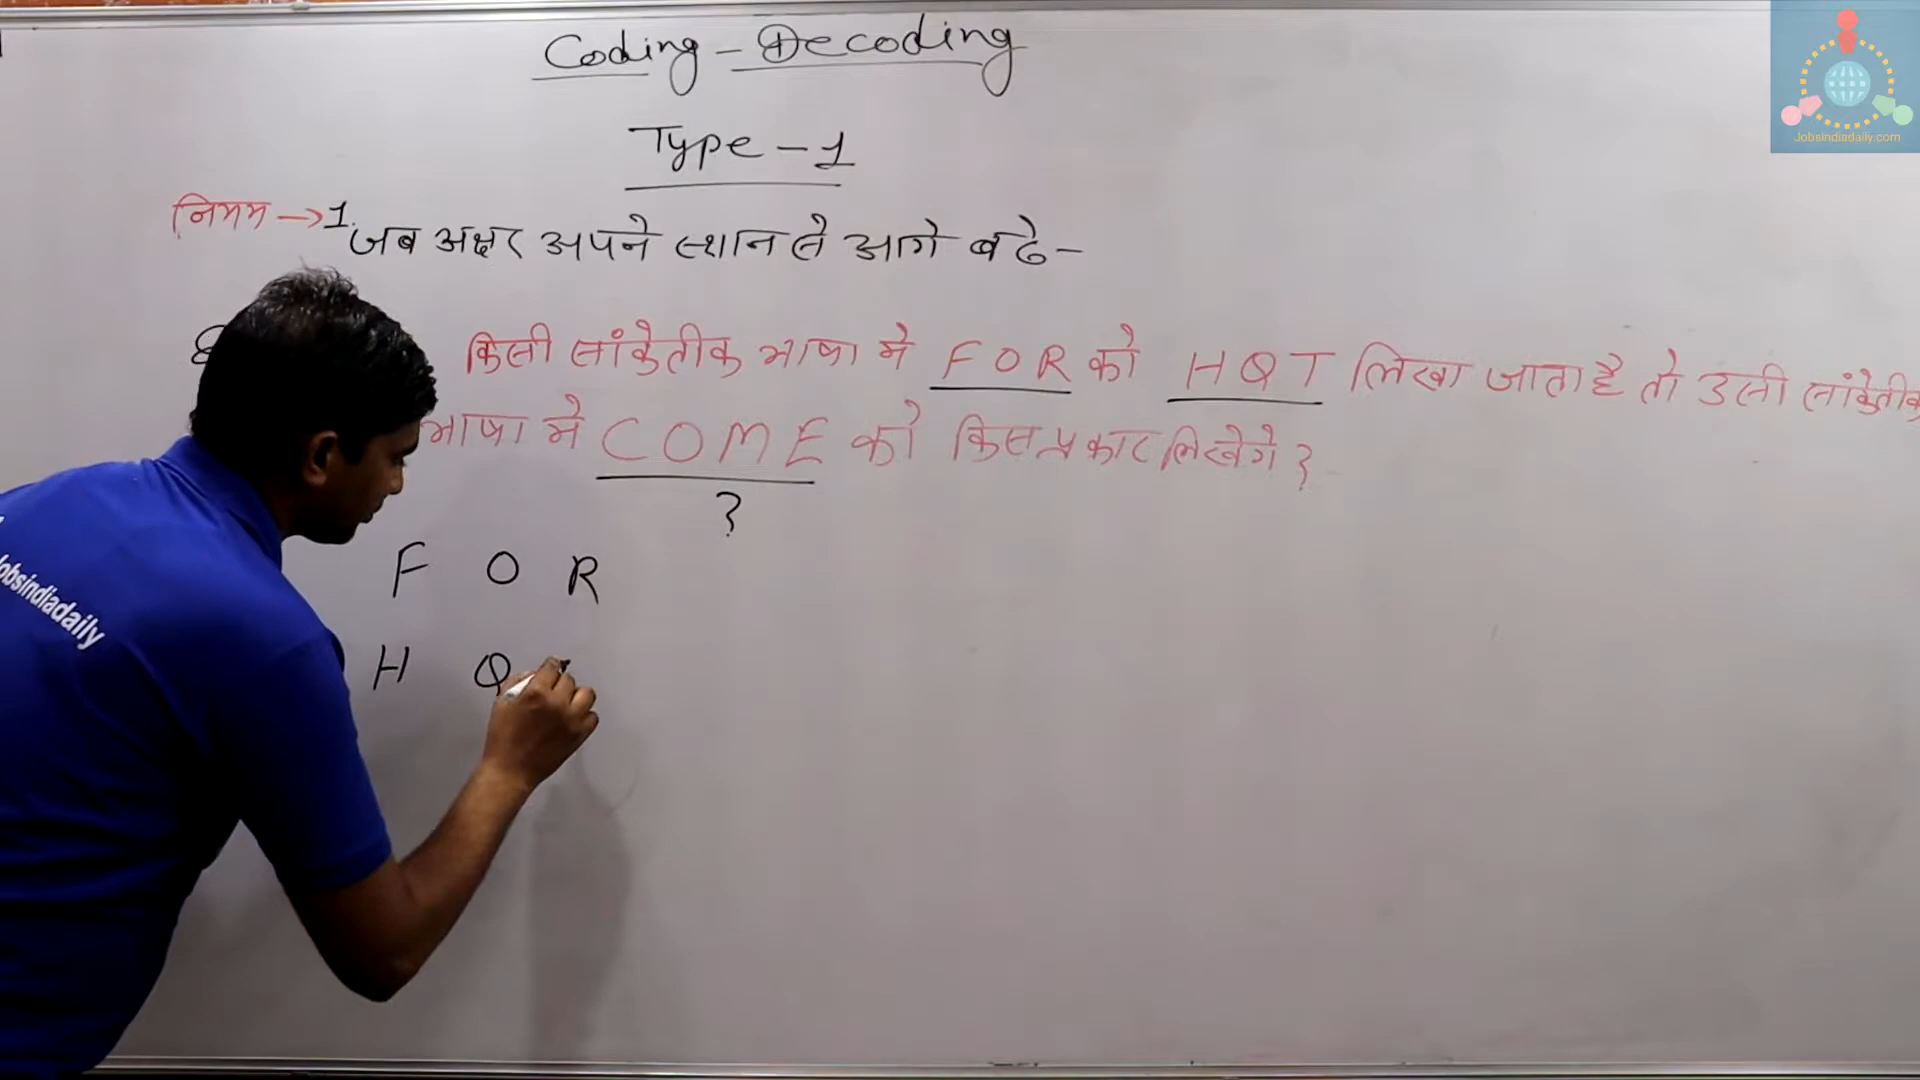 Coding - Decoding
Type - 1
नियम → 1. जब अक्षर अपने स्थान से आगे बढे -
किसी सांकेतीक भाषा मे FOR को HQT लिखा जाता है तो उसी सांकेतीक
भाषा मे COME को किस प्रकार लिखेगे ?
?
F O R
H Q
Jobsindiadaily.com
obsindiadaily